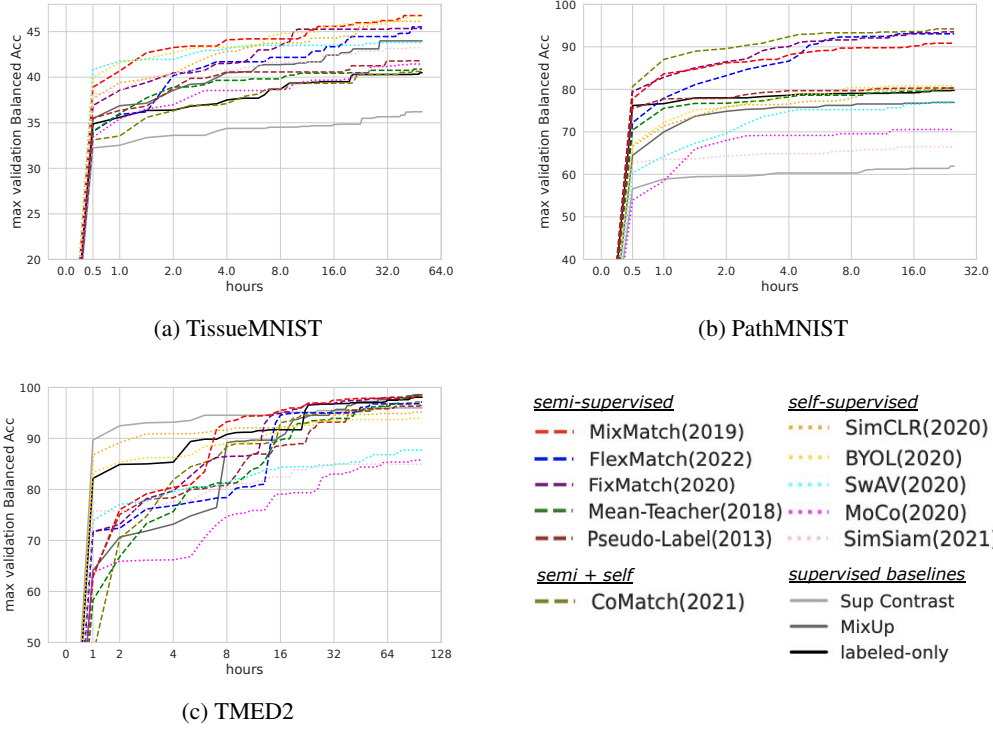 max validation Balanced Acc
45
40
35
30
25
20
0.0 0.5 1.0 2.0 4.0 8.0 16.0 32.0 64.0
hours
(a) TissueMNIST
max validation Balanced Acc
100
90
80
70
60
50
40
0.0 0.5 1.0 2.0 4.0 8.0 16.0 32.0
hours
(b) PathMNIST
max validation Balanced Acc
100
90
80
70
60
50
0 1 2 4 8 16 32 64 128
hours
(c) TMED2
semi-supervised
MixMatch(2019)
FlexMatch(2022)
FixMatch(2020)
Mean-Teacher(2018)
Pseudo-Label(2013)
semi + self
CoMatch(2021)
self-supervised
SimCLR(2020)
BYOL(2020)
SwAV(2020)
MoCo(2020)
SimSiam(2021)
supervised baselines
Sup Contrast
MixUp
labeled-only